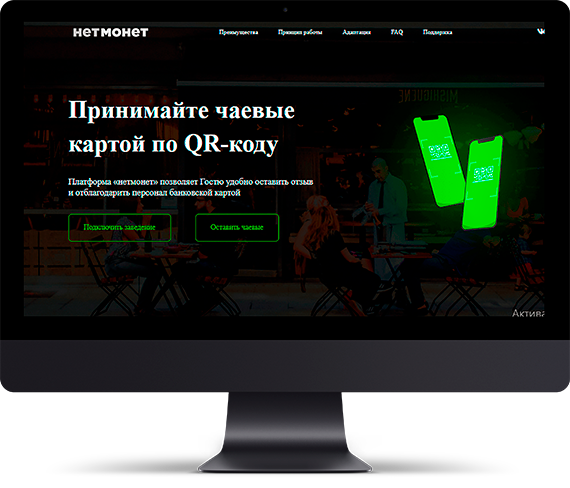 нетмонет
Преимущества Принцип работы Адаптация FAQ Поддержка
Принимайте чаевые
картой по QR-коду
Платформа «нетмонет» позволяет Гостю удобно оставить отзыв
и отблагодарить персонал банковской картой
Подключить заведение Оставить чаевые
Актива